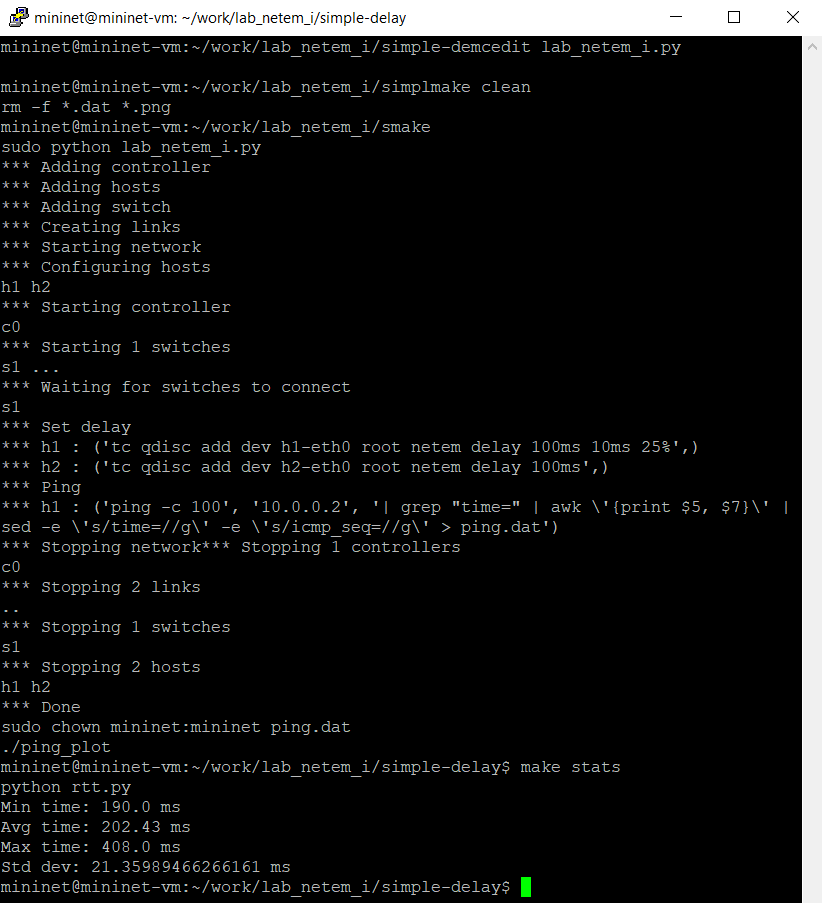 mininet@mininet-vm: ~/work/lab_netem_i/simple-delay
mininet@mininet-vm:~/work/lab_netem_i/simple-demcedit lab_netem_i.py
mininet@mininet-vm:~/work/lab_netem_i/simplmake clean
rm -f *.dat *.png
mininet@mininet-vm:~/work/lab_netem_i/smake
sudo python lab_netem_i.py
*** Adding controller
*** Adding hosts
*** Adding switch
*** Creating links
*** Starting network
*** Configuring hosts
h1 h2
*** Starting controller
c0
*** Starting 1 switches
s1 ...
*** Waiting for switches to connect
s1
*** Set delay
*** h1 : ('tc qdisc add dev h1-eth0 root netem delay 100ms 10ms 25%',)
*** h2 : ('tc qdisc add dev h2-eth0 root netem delay 100ms',)
*** Ping
*** h1 : ('ping -c 100', '10.0.0.2', '| grep "time=" | awk \'{print $5, $7}\' |
sed -e \'s/time=//g\' -e \'s/icmp_seq=//g\' > ping.dat')
*** Stopping network*** Stopping 1 controllers
c0
*** Stopping 2 links
..
*** Stopping 1 switches
s1
*** Stopping 2 hosts
h1 h2
*** Done
sudo chown mininet:mininet ping.dat
./ping_plot
mininet@mininet-vm:~/work/lab_netem_i/simple-delay$ make stats
python rtt.py
Min time: 190.0 ms
Avg time: 202.43 ms
Max time: 408.0 ms
Std dev: 21.35989466266161 ms
mininet@mininet-vm:~/work/lab_netem_i/simple-delay$